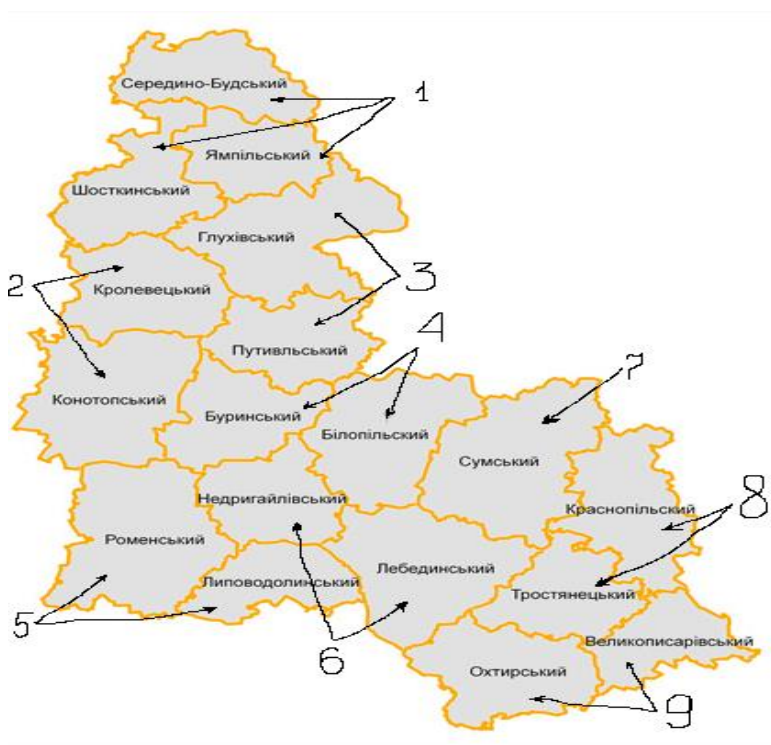 Середино-Будський
1
Ямпільський
Шосткинський
Глухівський
2
3
Кролевецький
4
Путивльський
7
Конотопський
Буринський
Білопільский
Сумський
Недригайлівський
8
Краснопільский
Роменський
Лебединський
Липоводолинський
Тростянецький
5
6
Великописарівський
Охтирський
9